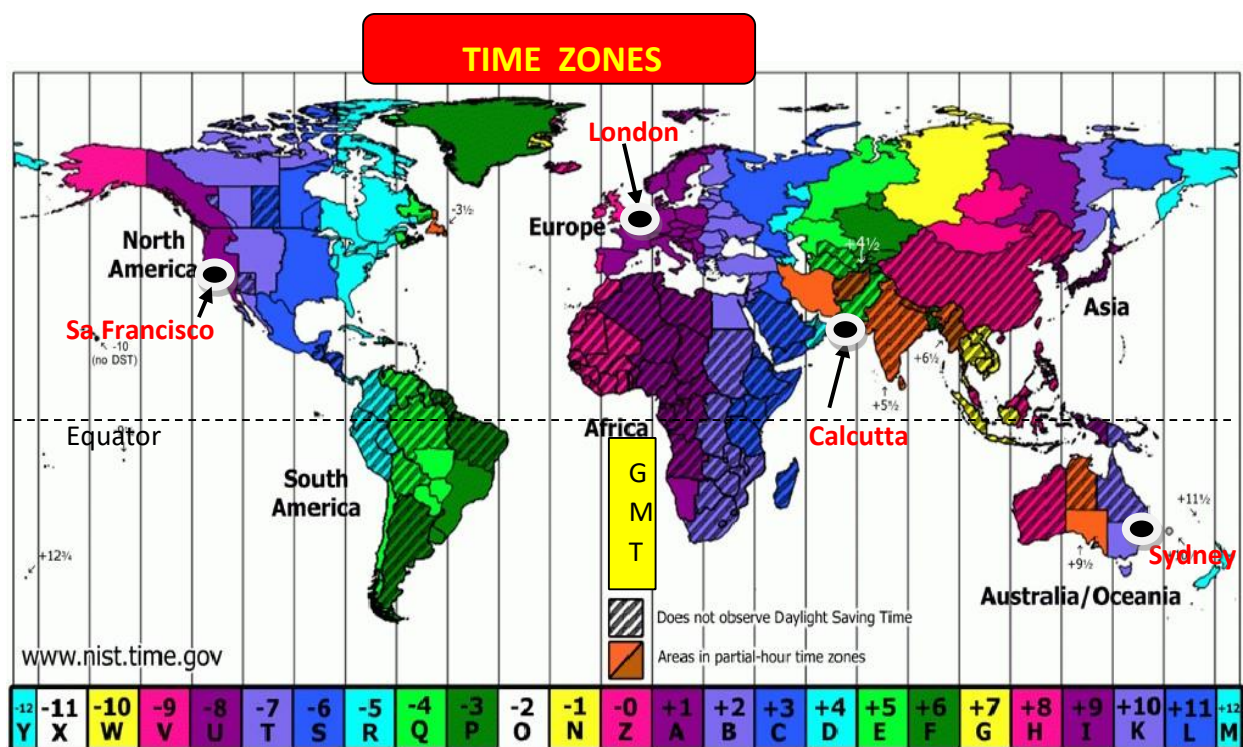 TIME ZONES
London
-3½
Europe
+4½
North
America
Asia
Sa Francisco
-10
(no DST)
+6½
+5½
Equator
Africa
Calcutta
G
M
T
South
America
+11½
+12¾
+9½
Sydney
Australia/Oceania
Does not observe Daylight Saving Time
Areas in partial-hour time zones
www.nist.time.gov
-12 -11 -10 -9 -8 -7 -6 -5 -4 -3 -2 -1 -0 +1 +2 +3 +4 +5 +6 +7 +8 +9 +10 +11 +12
Y X W V U T S R Q P O N Z A B C D E F G H I K L M